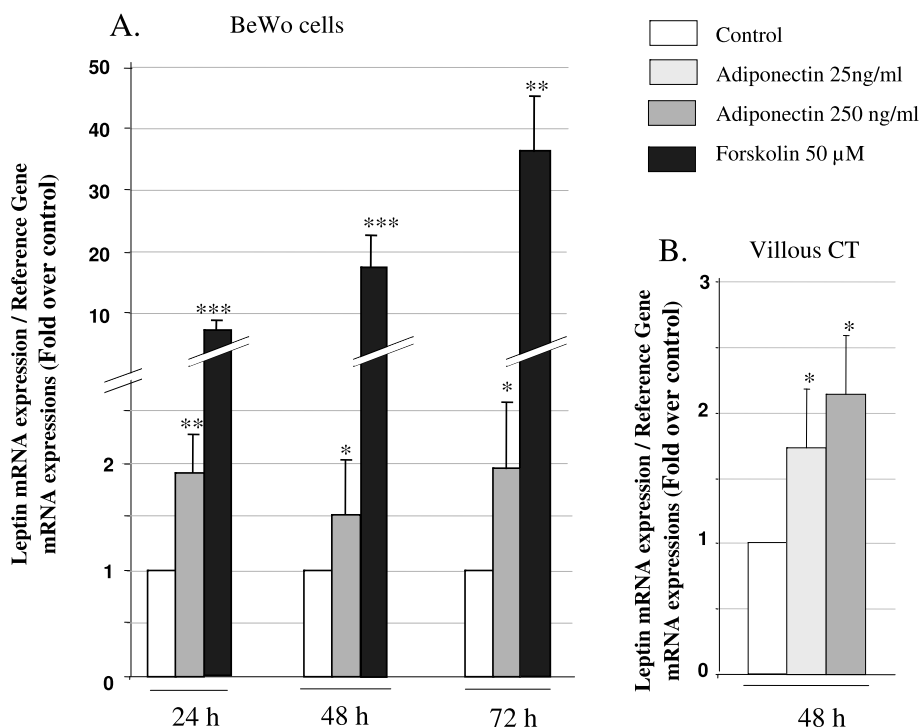 A.
BeWo cells
Control
Adiponectin 25ng/ml
Adiponectin 250 ng/ml
Forskolin 50 µM
Leptin mRNA expression / Reference Gene
mRNA expressions (Fold over control)
50
40
30
20
10
2
1
0
***
***
**
**
*
*
24 h
48 h
72 h
B.
Villous CT
Leptin mRNA expression / Reference Gene
mRNA expressions (Fold over control)
3
2
1
0
*
*
48 h